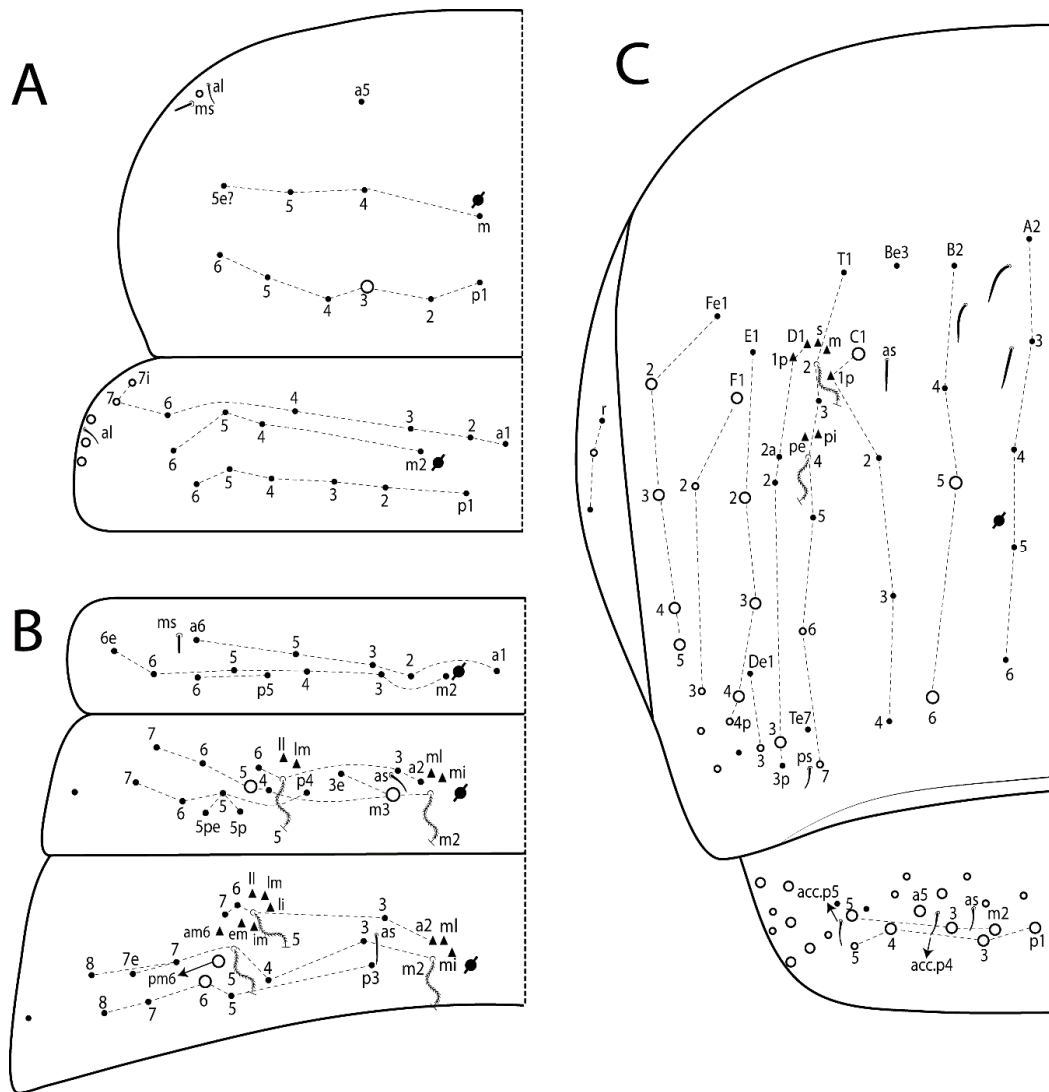 A
al
ms
a5
5e?
5
4
m
6
5
4
3
2
p1
7i
7
6
4
3
2
a1
al
5
4
6
m2
6
5
4
3
2
p1
B
ms
a6
6e
6
5
5
3
2
a1
6
p5
4
3
m2
7
6
6
ll
lm
3
ml
a2
mi
7
5
4
p4
3e
as
6
5
m3
5pe
5p
5
m2
ll
6
lm
7
li
3
a2
ml
am6
em
im
5
3
as
7
8
7e
pm6
5
4
p3
m2
mi
8
7
6
5
C
A2
T1
Be3
B2
Fe1
E1
D1
s
m
C1
3
1p
2
1p
as
2
F1
4
r
3
pe
pi
4
4
2a
2
2
2
5
3
2
5
5
4
3
3
6
5
De1
6
3
4
4p
Te7
4
6
3
3
3p
ps
7
acc.p5
5
a5
as
3
m2
5
4
3
p1
acc.p4